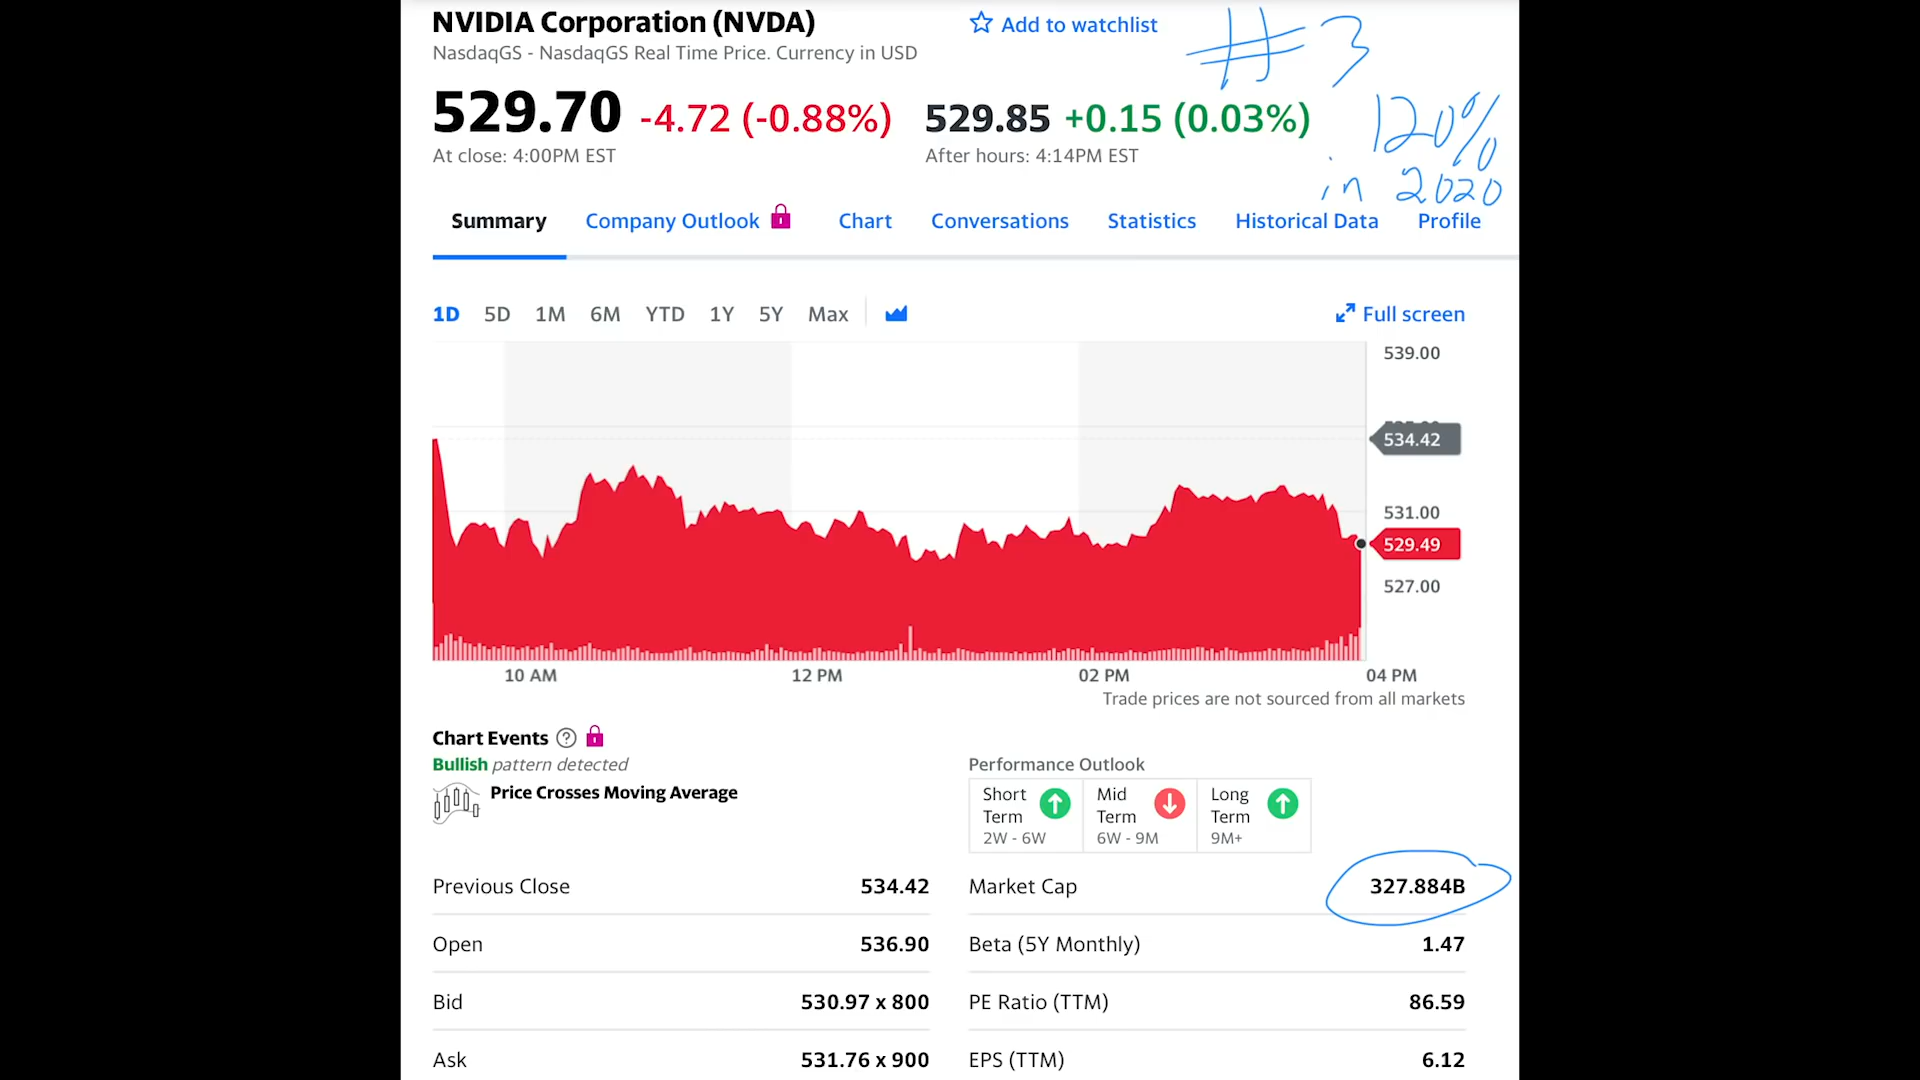 NVIDIA Corporation (NVDA)
Add to watchlist
# 3
NasdaqGS - NasdaqGS Real Time Price. Currency in USD
529.70 -4.72 (-0.88%)
529.85 +0.15 (0.03%)
120%
At close: 4:00PM EST
After hours: 4:14PM EST
in 2020
Summary
Company Outlook
Chart
Conversations
Statistics
Historical Data
Profile
1D 5D 1M 6M YTD 1Y 5Y Max
Full screen
539.00
534.42
531.00
529.49
527.00
10 AM 12 PM 02 PM 04 PM
Trade prices are not sourced from all markets
Chart Events ?
Bullish pattern detected
Price Crosses Moving Average
Performance Outlook
Short Term 2W - 6W
Mid Term 6W - 9M
Long Term 9M+
Previous Close 534.42
Open 536.90
Bid 530.97 x 800
Ask 531.76 x 900
Market Cap 327.884B
Beta (5Y Monthly) 1.47
PE Ratio (TTM) 86.59
EPS (TTM) 6.12